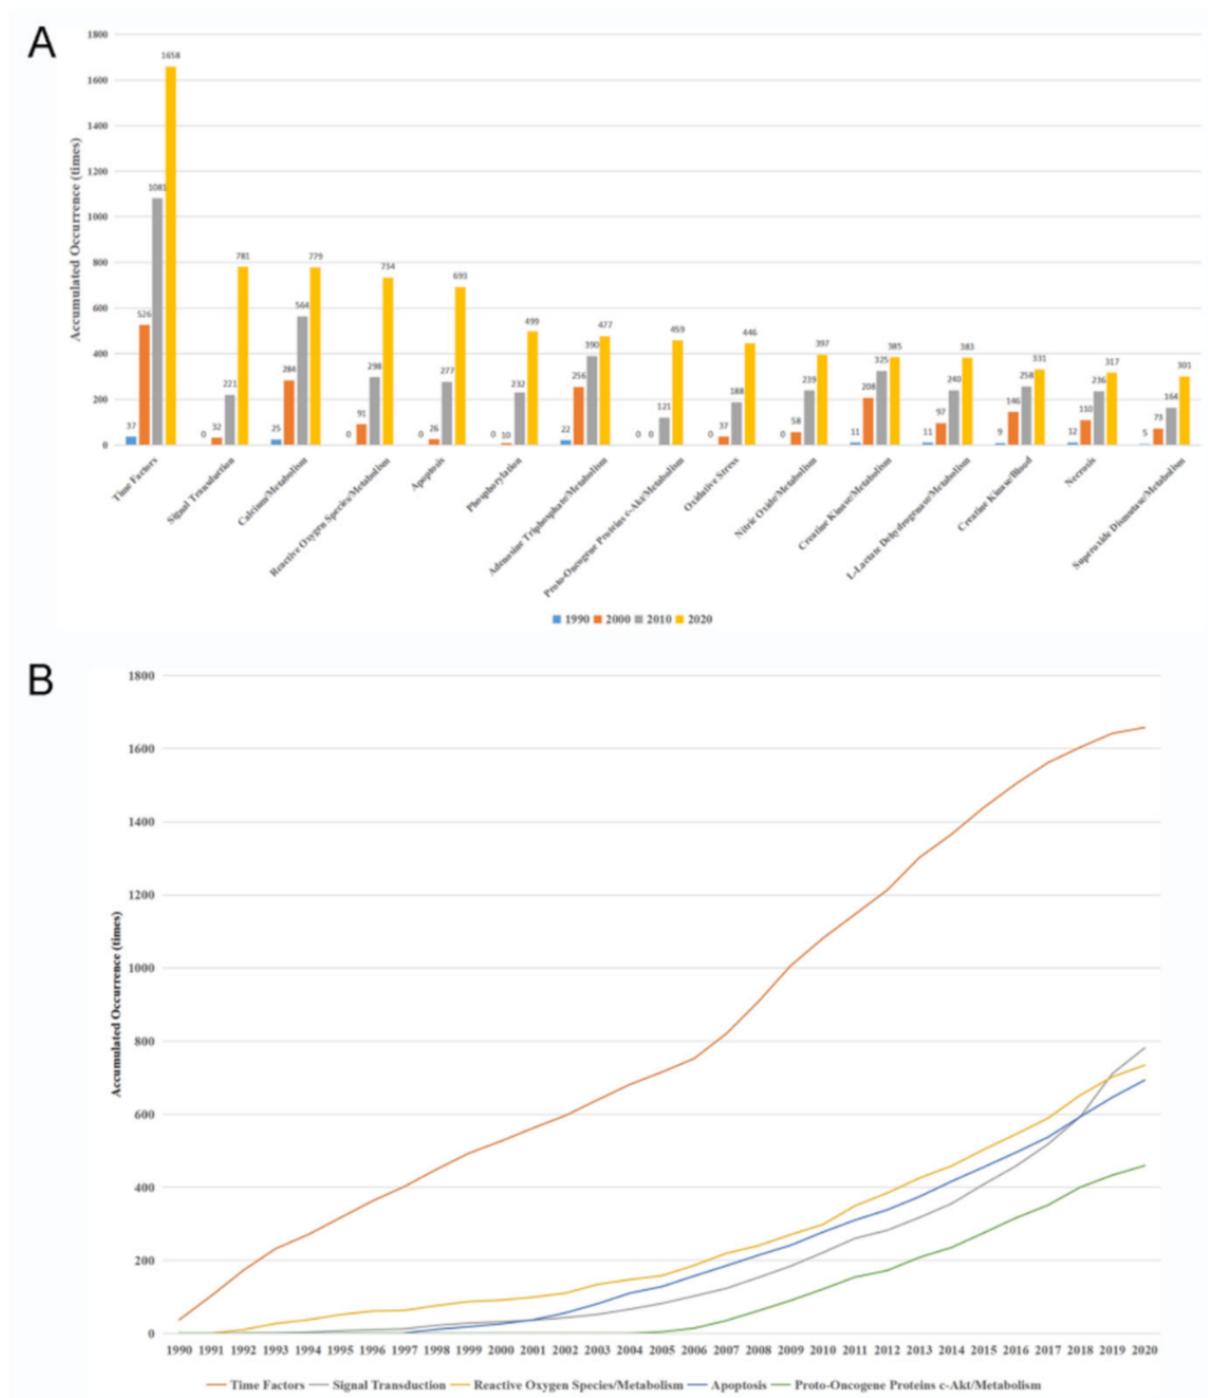 A
1800
1600
1400
1200
1000
800
600
400
200
0
Accumulated Occurrence (times)
37 526 1081 1658
0 32 221 781
25 284 564 779
0 91 298 734
0 26 277 693
0 10 232 499
22 256 390 477
0 0 121 459
0 37 188 446
0 58 239 397
11 208 325 385
11 97 240 383
9 146 258 331
12 110 236 317
5 73 164 301
Time Factors
Signal Transduction
Calcium/Metabolism
Reactive Oxygen Species/Metabolism
Apoptosis
Phosphorylation
Adenosine Triphosphate/Metabolism
Proto-Oncogene Proteins c-Akt/Metabolism
Oxidative Stress
Nitric Oxide/Metabolism
Creatine Kinase/Metabolism
L-Lactate Dehydrogenase/Metabolism
Creatine Kinase/Blood
Necrosis
Superoxide Dismutase/Metabolism
1990 2000 2010 2020
B
1800
1600
1400
1200
1000
800
600
400
200
0
Accumulated Occurrence (times)
1990 1991 1992 1993 1994 1995 1996 1997 1998 1999 2000 2001 2002 2003 2004 2005 2006 2007 2008 2009 2010 2011 2012 2013 2014 2015 2016 2017 2018 2019 2020
Time Factors Signal Transduction Reactive Oxygen Species/Metabolism Apoptosis Proto-Oncogene Proteins c-Akt/Metabolism